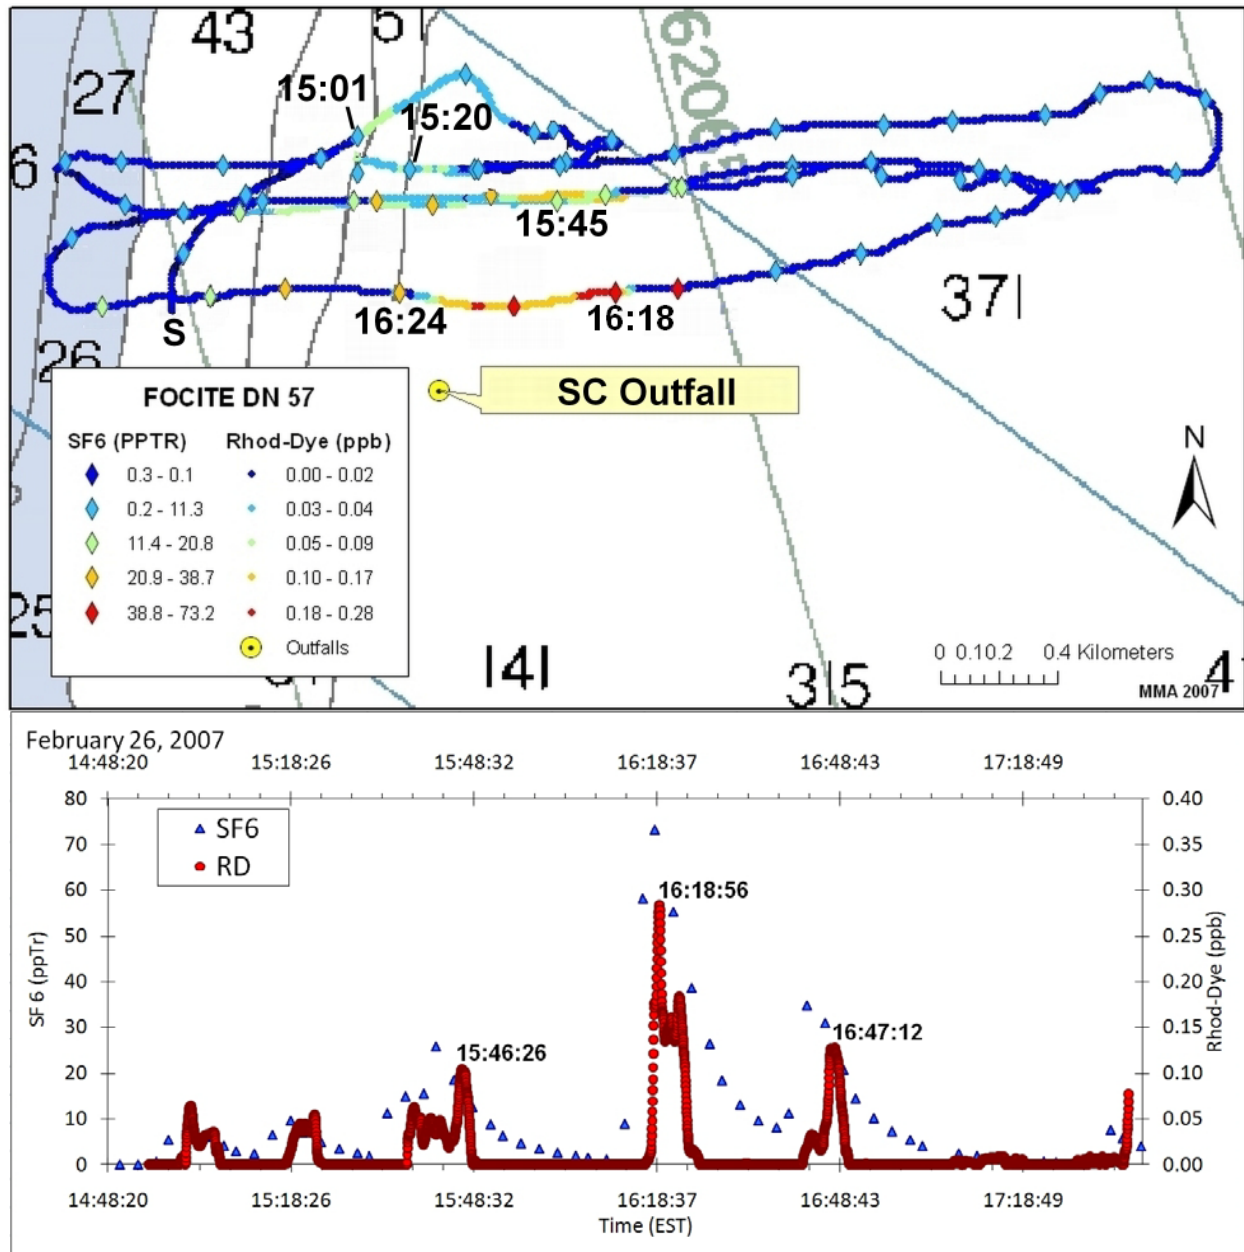 43
5
27
15:01
15:20
6
620
15:45
371
16:24
16:18
S
26
SC Outfall
FOCITE DN 57
SF6 (PPTR) Rhod-Dye (ppb)
0.3 - 0.1 0.00 - 0.02
0.2 - 11.3 0.03 - 0.04
11.4 - 20.8 0.05 - 0.09
20.9 - 38.7 0.10 - 0.17
38.8 - 73.2 0.18 - 0.28
Outfalls
N
25
141
315
0 0.1 0.2 0.4 Kilometers
4
MMA 2007
February 26, 2007
14:48:20 15:18:26 15:48:32 16:18:37 16:48:43 17:18:49
80 0.40
SF6
RD
70 0.35
60 0.30
16:18:56
50 0.25
40 0.20
30 0.15
16:47:12
15:46:26
20 0.10
10 0.05
0 0.00
SF 6 (ppTr)
Rhod-Dye (ppb)
14:48:20 15:18:26 15:48:32 16:18:37 16:48:43 17:18:49
Time (EST)